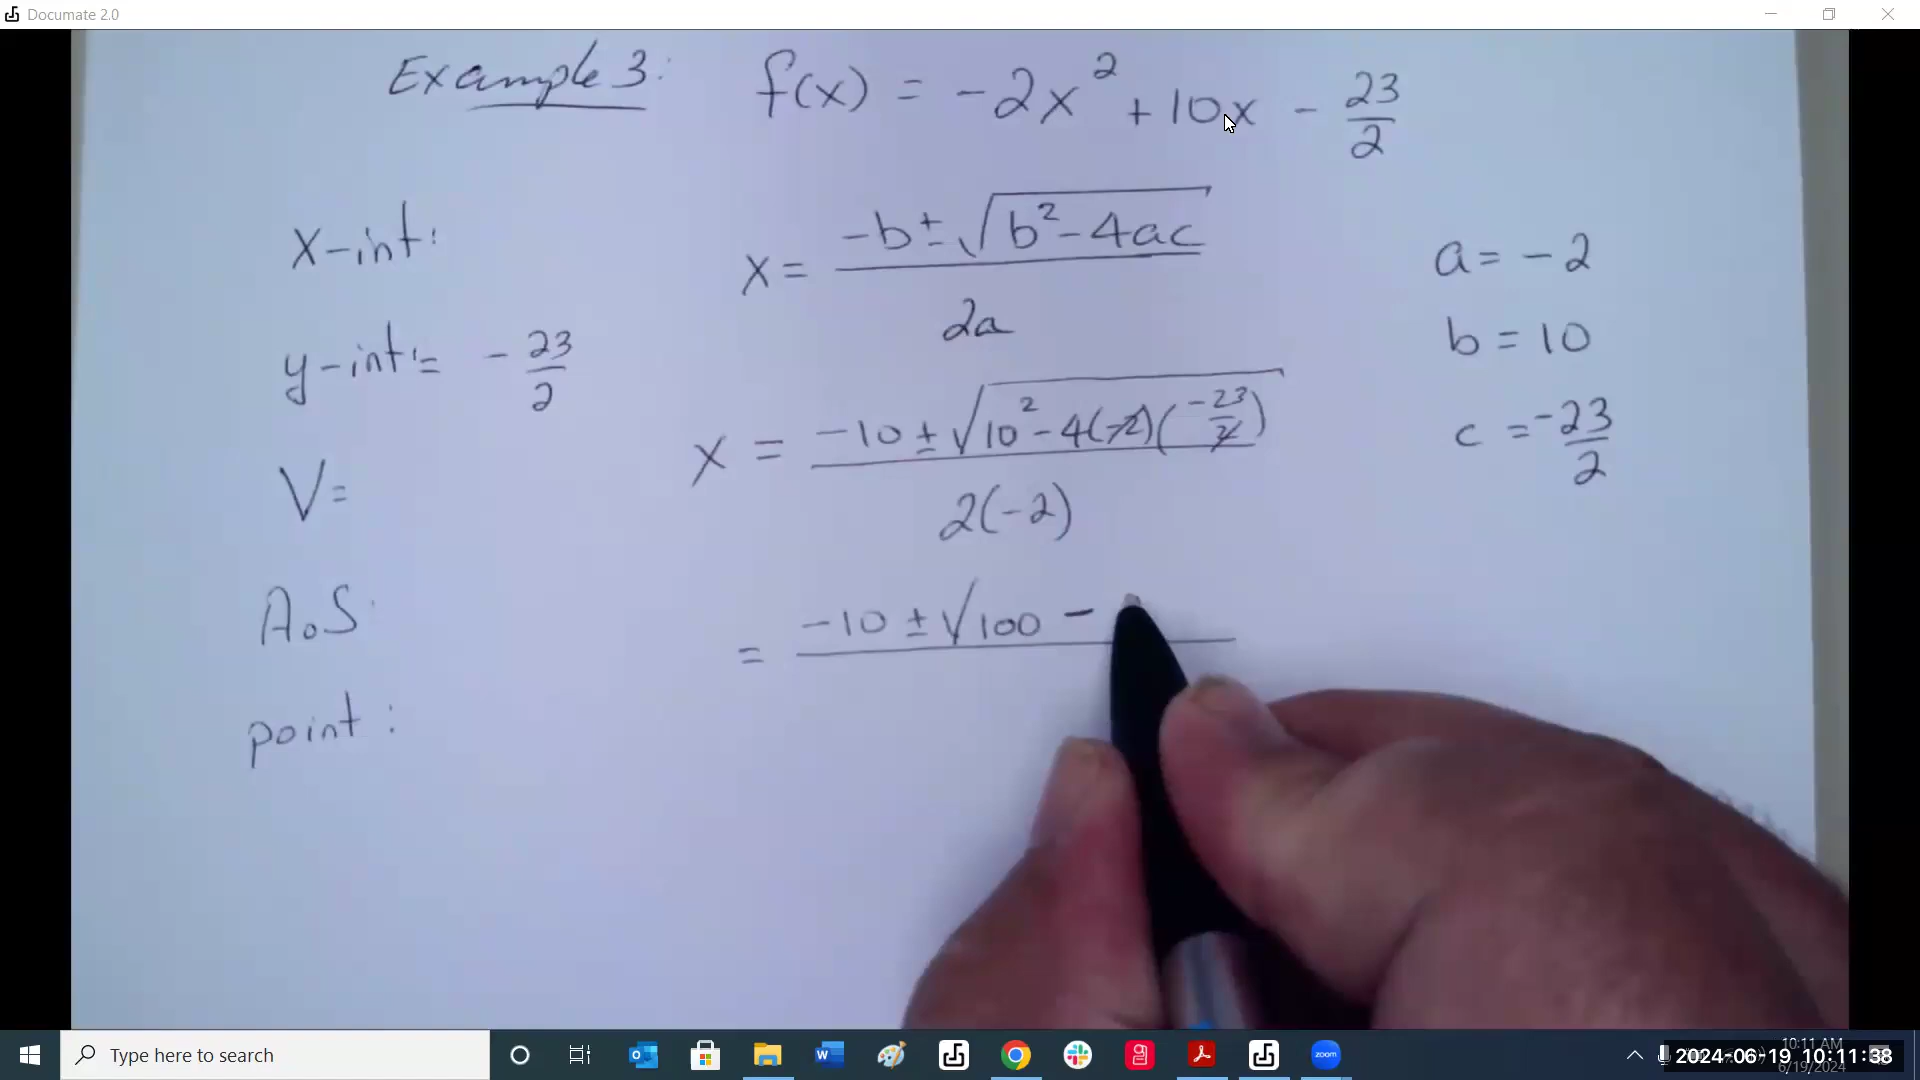 Documate 2.0
Example 3: f(x) = -2x² + 10x - 23/2
x-int:
x = (-b ± √(b² - 4ac)) / 2a
a = -2
b = 10
c = -23/2
y-int:= - 23/2
x = (-10 ± √(10² - 4(-2)(-23/2))) / 2(-2)
V=
= -10 ± √100 -
AoS:
point:
Type here to search
10:11 AM
2024-06-19 10:11:38
6/19/2024